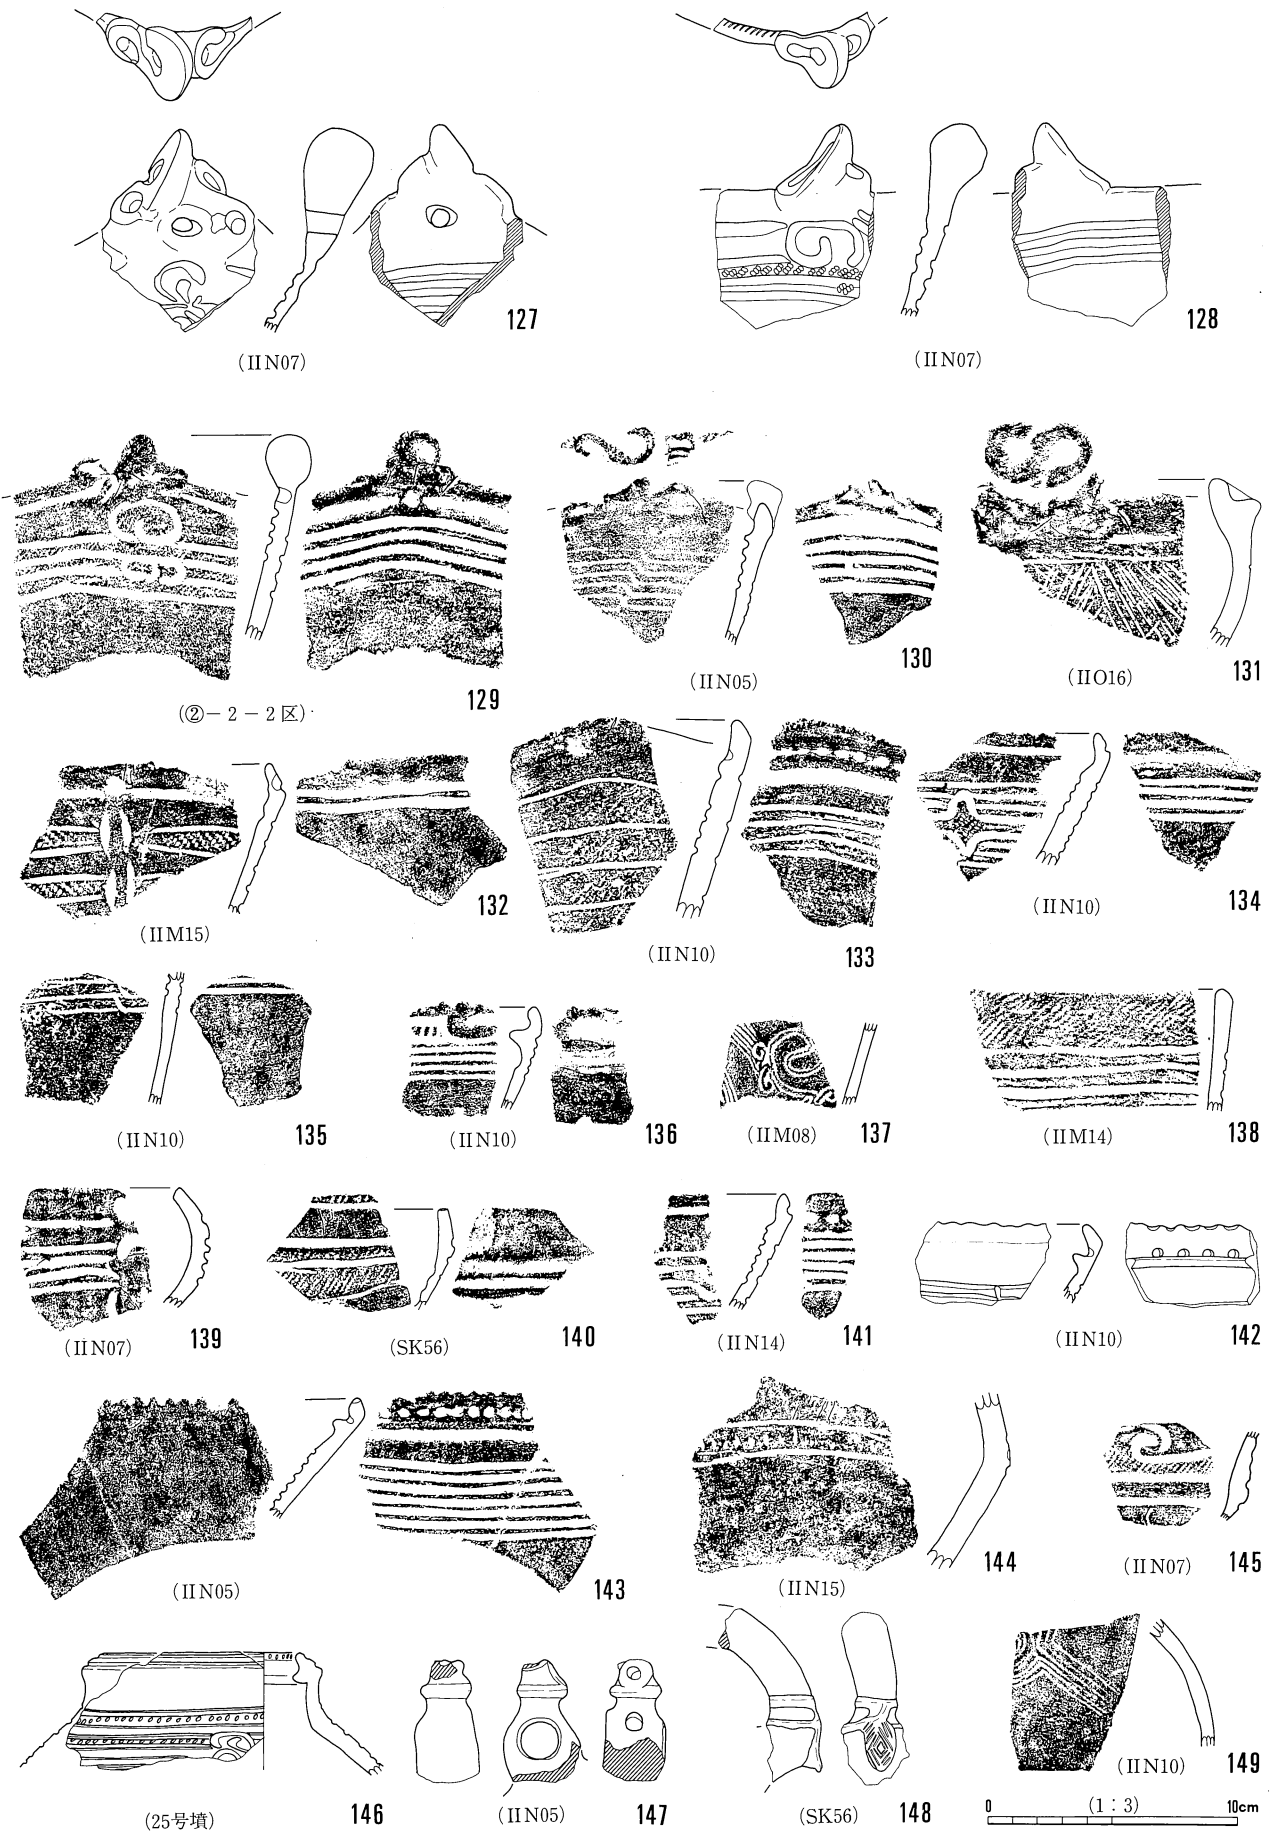 127
(ⅡN07)
128
(ⅡN07)
129
(②-2-2区)
130
(ⅡN05)
131
(ⅡO16)
132
(ⅡM15)
133
(ⅡN10)
134
(ⅡN10)
135
(ⅡN10)
136
(ⅡN10)
137
(ⅡM08)
138
(ⅡM14)
139
(ⅡN07)
140
(SK56)
141
(ⅡN14)
142
(ⅡN10)
143
(ⅡN05)
144
(ⅡN15)
145
(ⅡN07)
146
(25号墳)
147
(ⅡN05)
148
(SK56)
149
(ⅡN10)
0 (1：3) 10cm